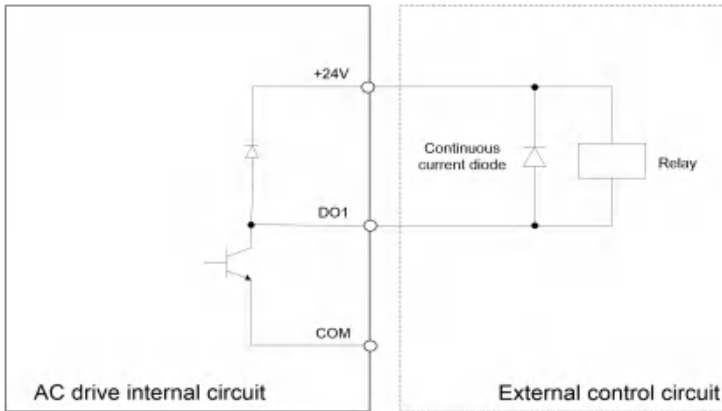 +24V
Continuous
current diode
Relay
DO1
COM
AC drive internal circuit
External control circuit